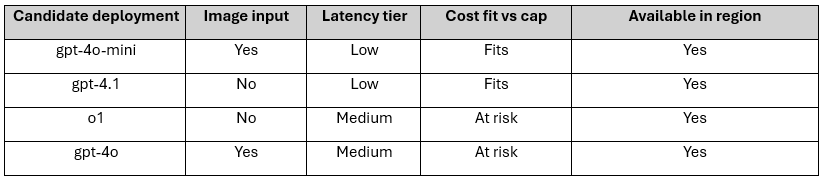 Candidate deployment Image input Latency tier Cost fit vs cap Available in region
gpt-4o-mini Yes Low Fits Yes
gpt-4.1 No Low Fits Yes
o1 No Medium At risk Yes
gpt-4o Yes Medium At risk Yes